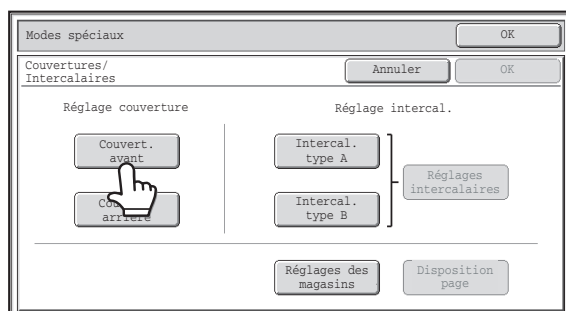 Modes spéciaux
OK
Couvertures/
Intercalaires
Annuler
OK
Réglage couverture
Réglage intercal.
Couvert.
avant
Intercal.
type A
Réglages
intercalaires
arrière
Intercal.
type B
Réglages des
magasins
Disposition
page